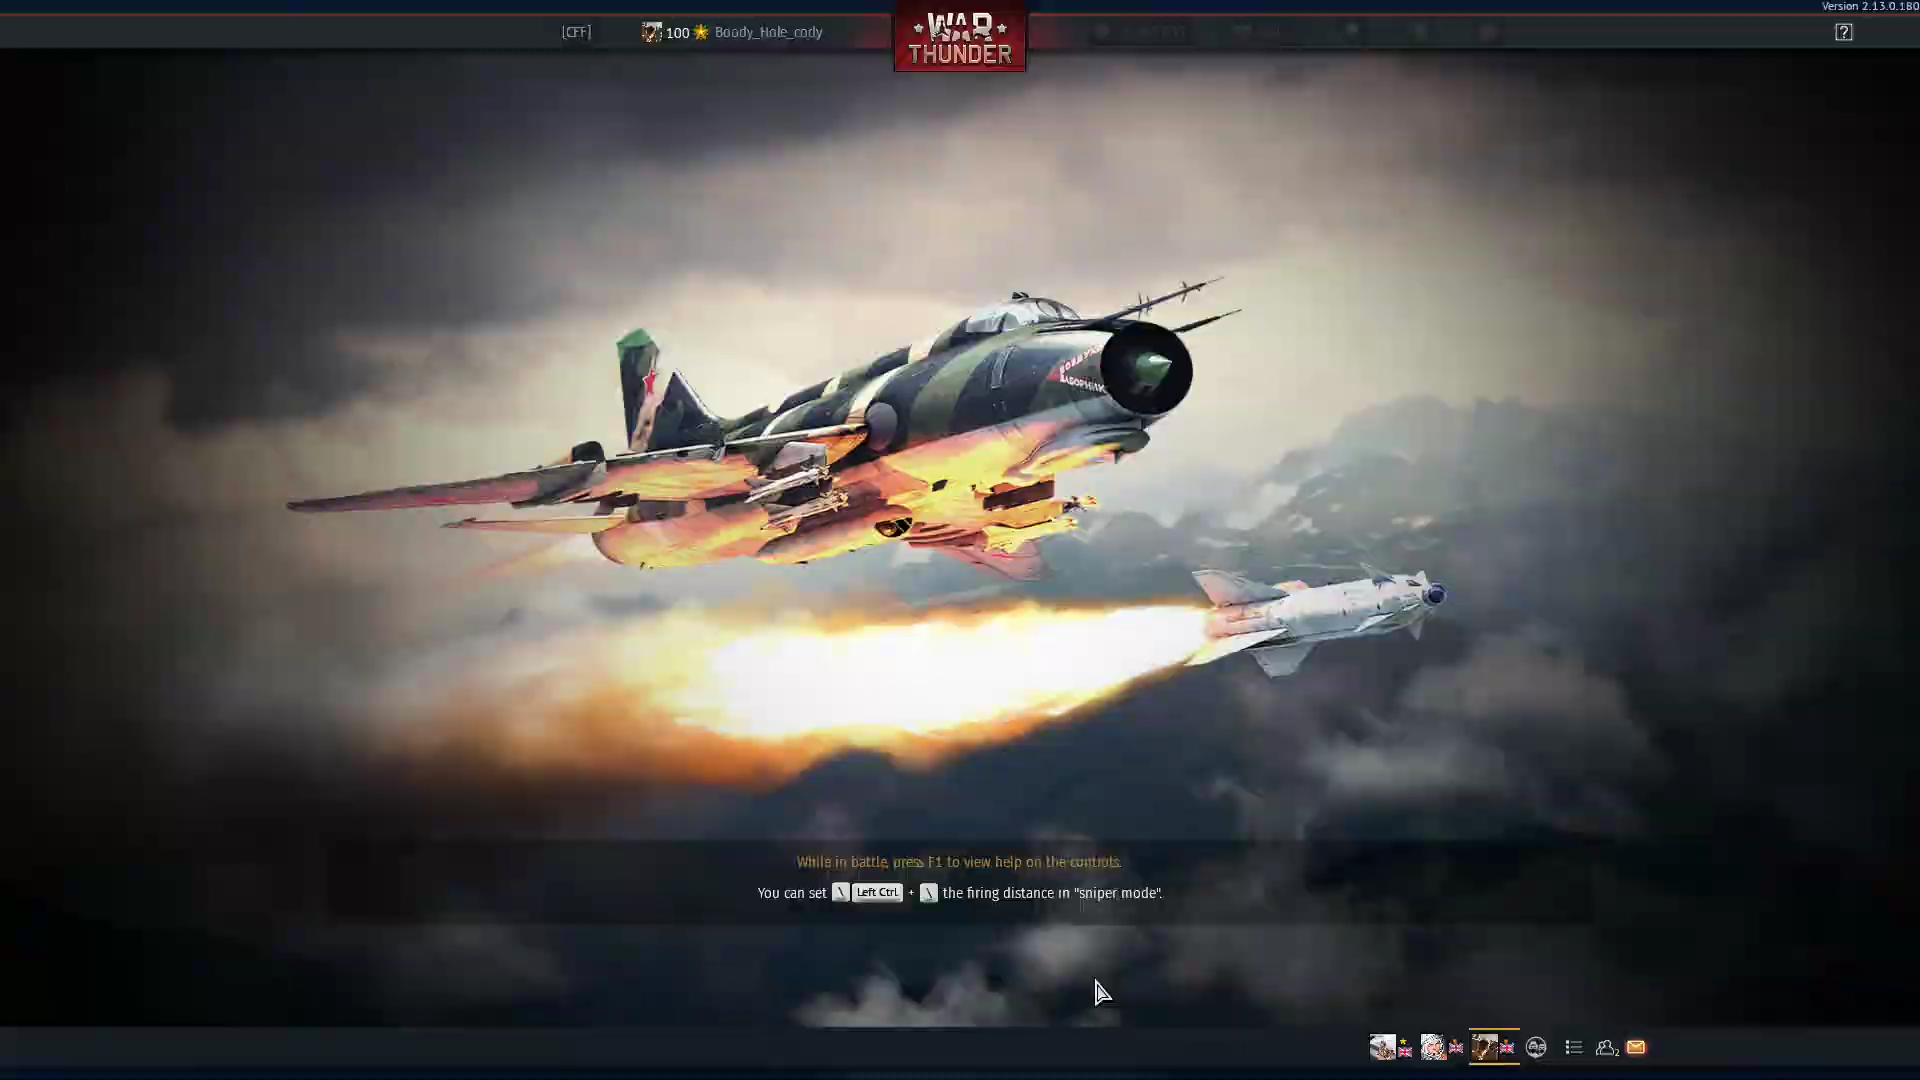 Version 2.13.0.180
[CFF]
100 Boody_Hole_cody
WAR
THUNDER
?
While in battle, press F1 to view help on the controls.
You can set \ Left Ctrl + \ the firing distance in "sniper mode".
2